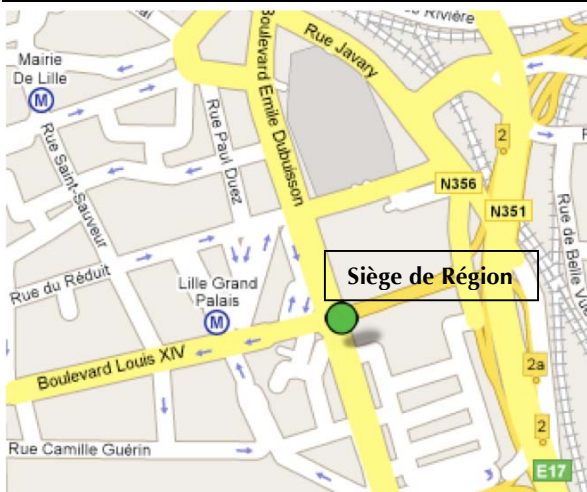 Rivière
Mairie
De Lille
M
Boulevard Emile Dubuisson
Rue Javary
2
Rue Paul Duez
Rue Saint-Sauveur
N356
N351
Rue de Belle Vue
Siège de Région
Rue du Réduit
Lille Grand
Palais
M
Boulevard Louis XIV
2a
2
Rue Camille Guérin
E17